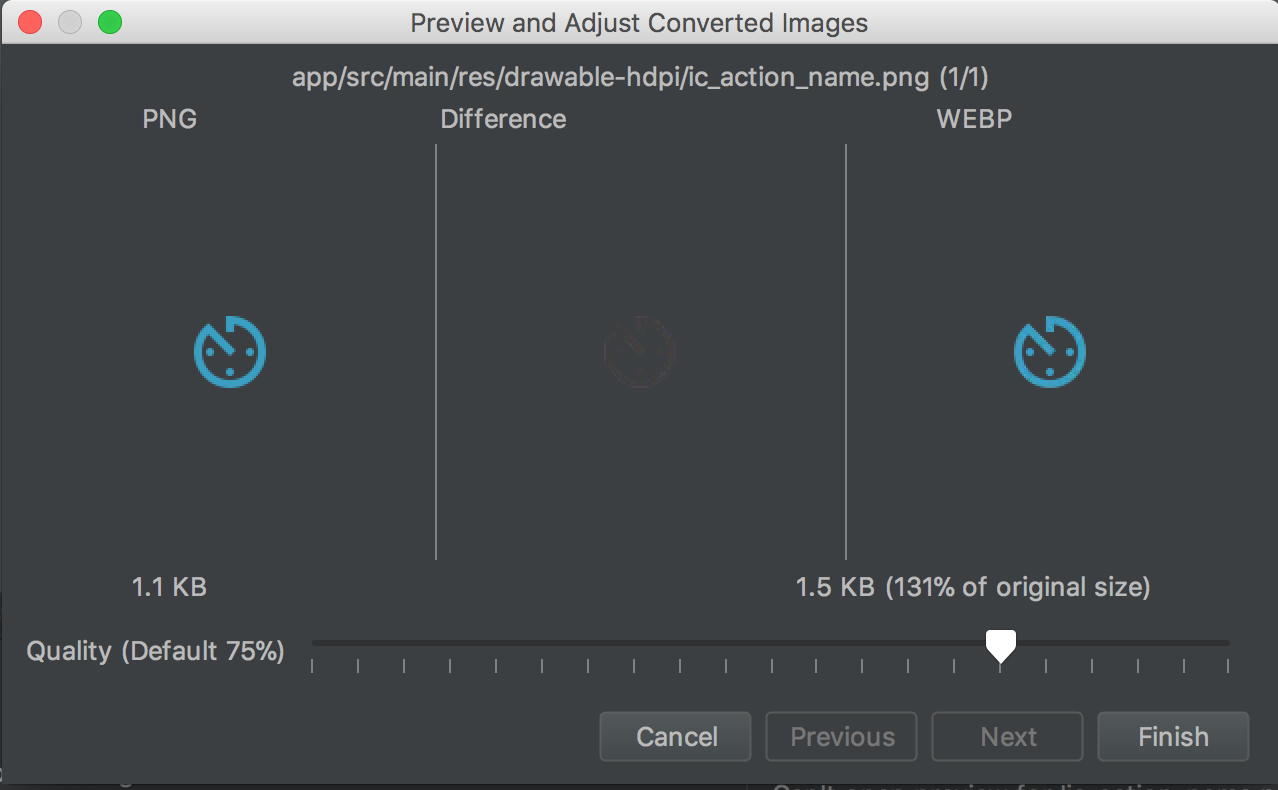 Preview and Adjust Converted Images
app/src/main/res/drawable-hdpi/ic_action_name.png (1/1)
PNG
Difference
WEBP
1.1 KB
1.5 KB (131% of original size)
Quality (Default 75%)
Cancel
Previous
Next
Finish